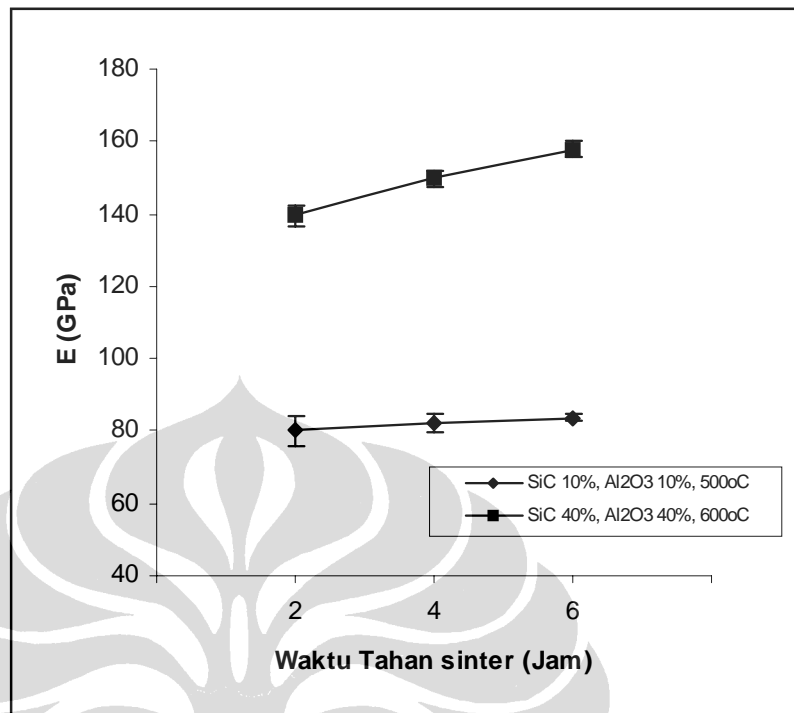 180
160
140
120
100
80
60
40
E (GPa)
2 4 6
Waktu Tahan sinter (Jam)
SiC 10%, Al2O3 10%, 500oC
SiC 40%, Al2O3 40%, 600oC